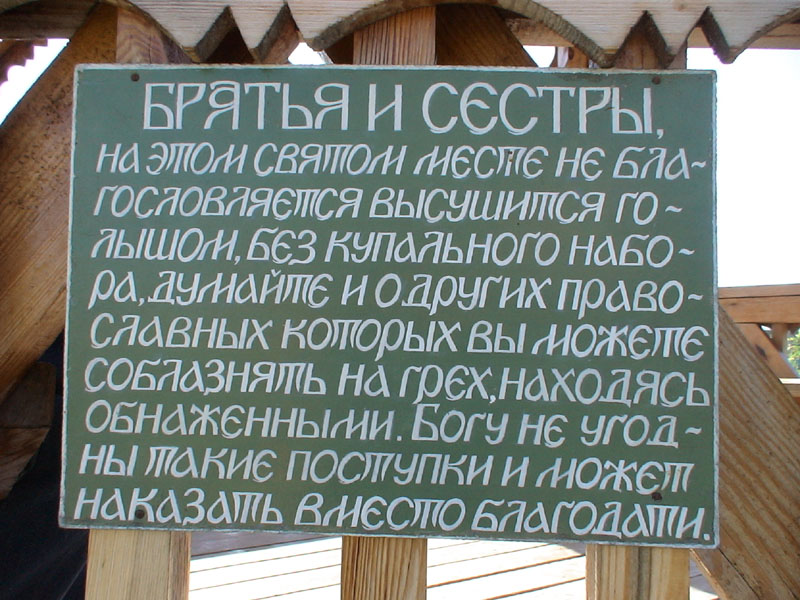 Братья и сестры,
на этом святом месте не бла-
гословляется высушится го-
лышом, без купального набо-
ра, думайте и о других право-
славных которых вы можете
соблазнять на грех, находясь
обнаженными. Богу не угод-
ны такие поступки и может
наказать вместо благодати.